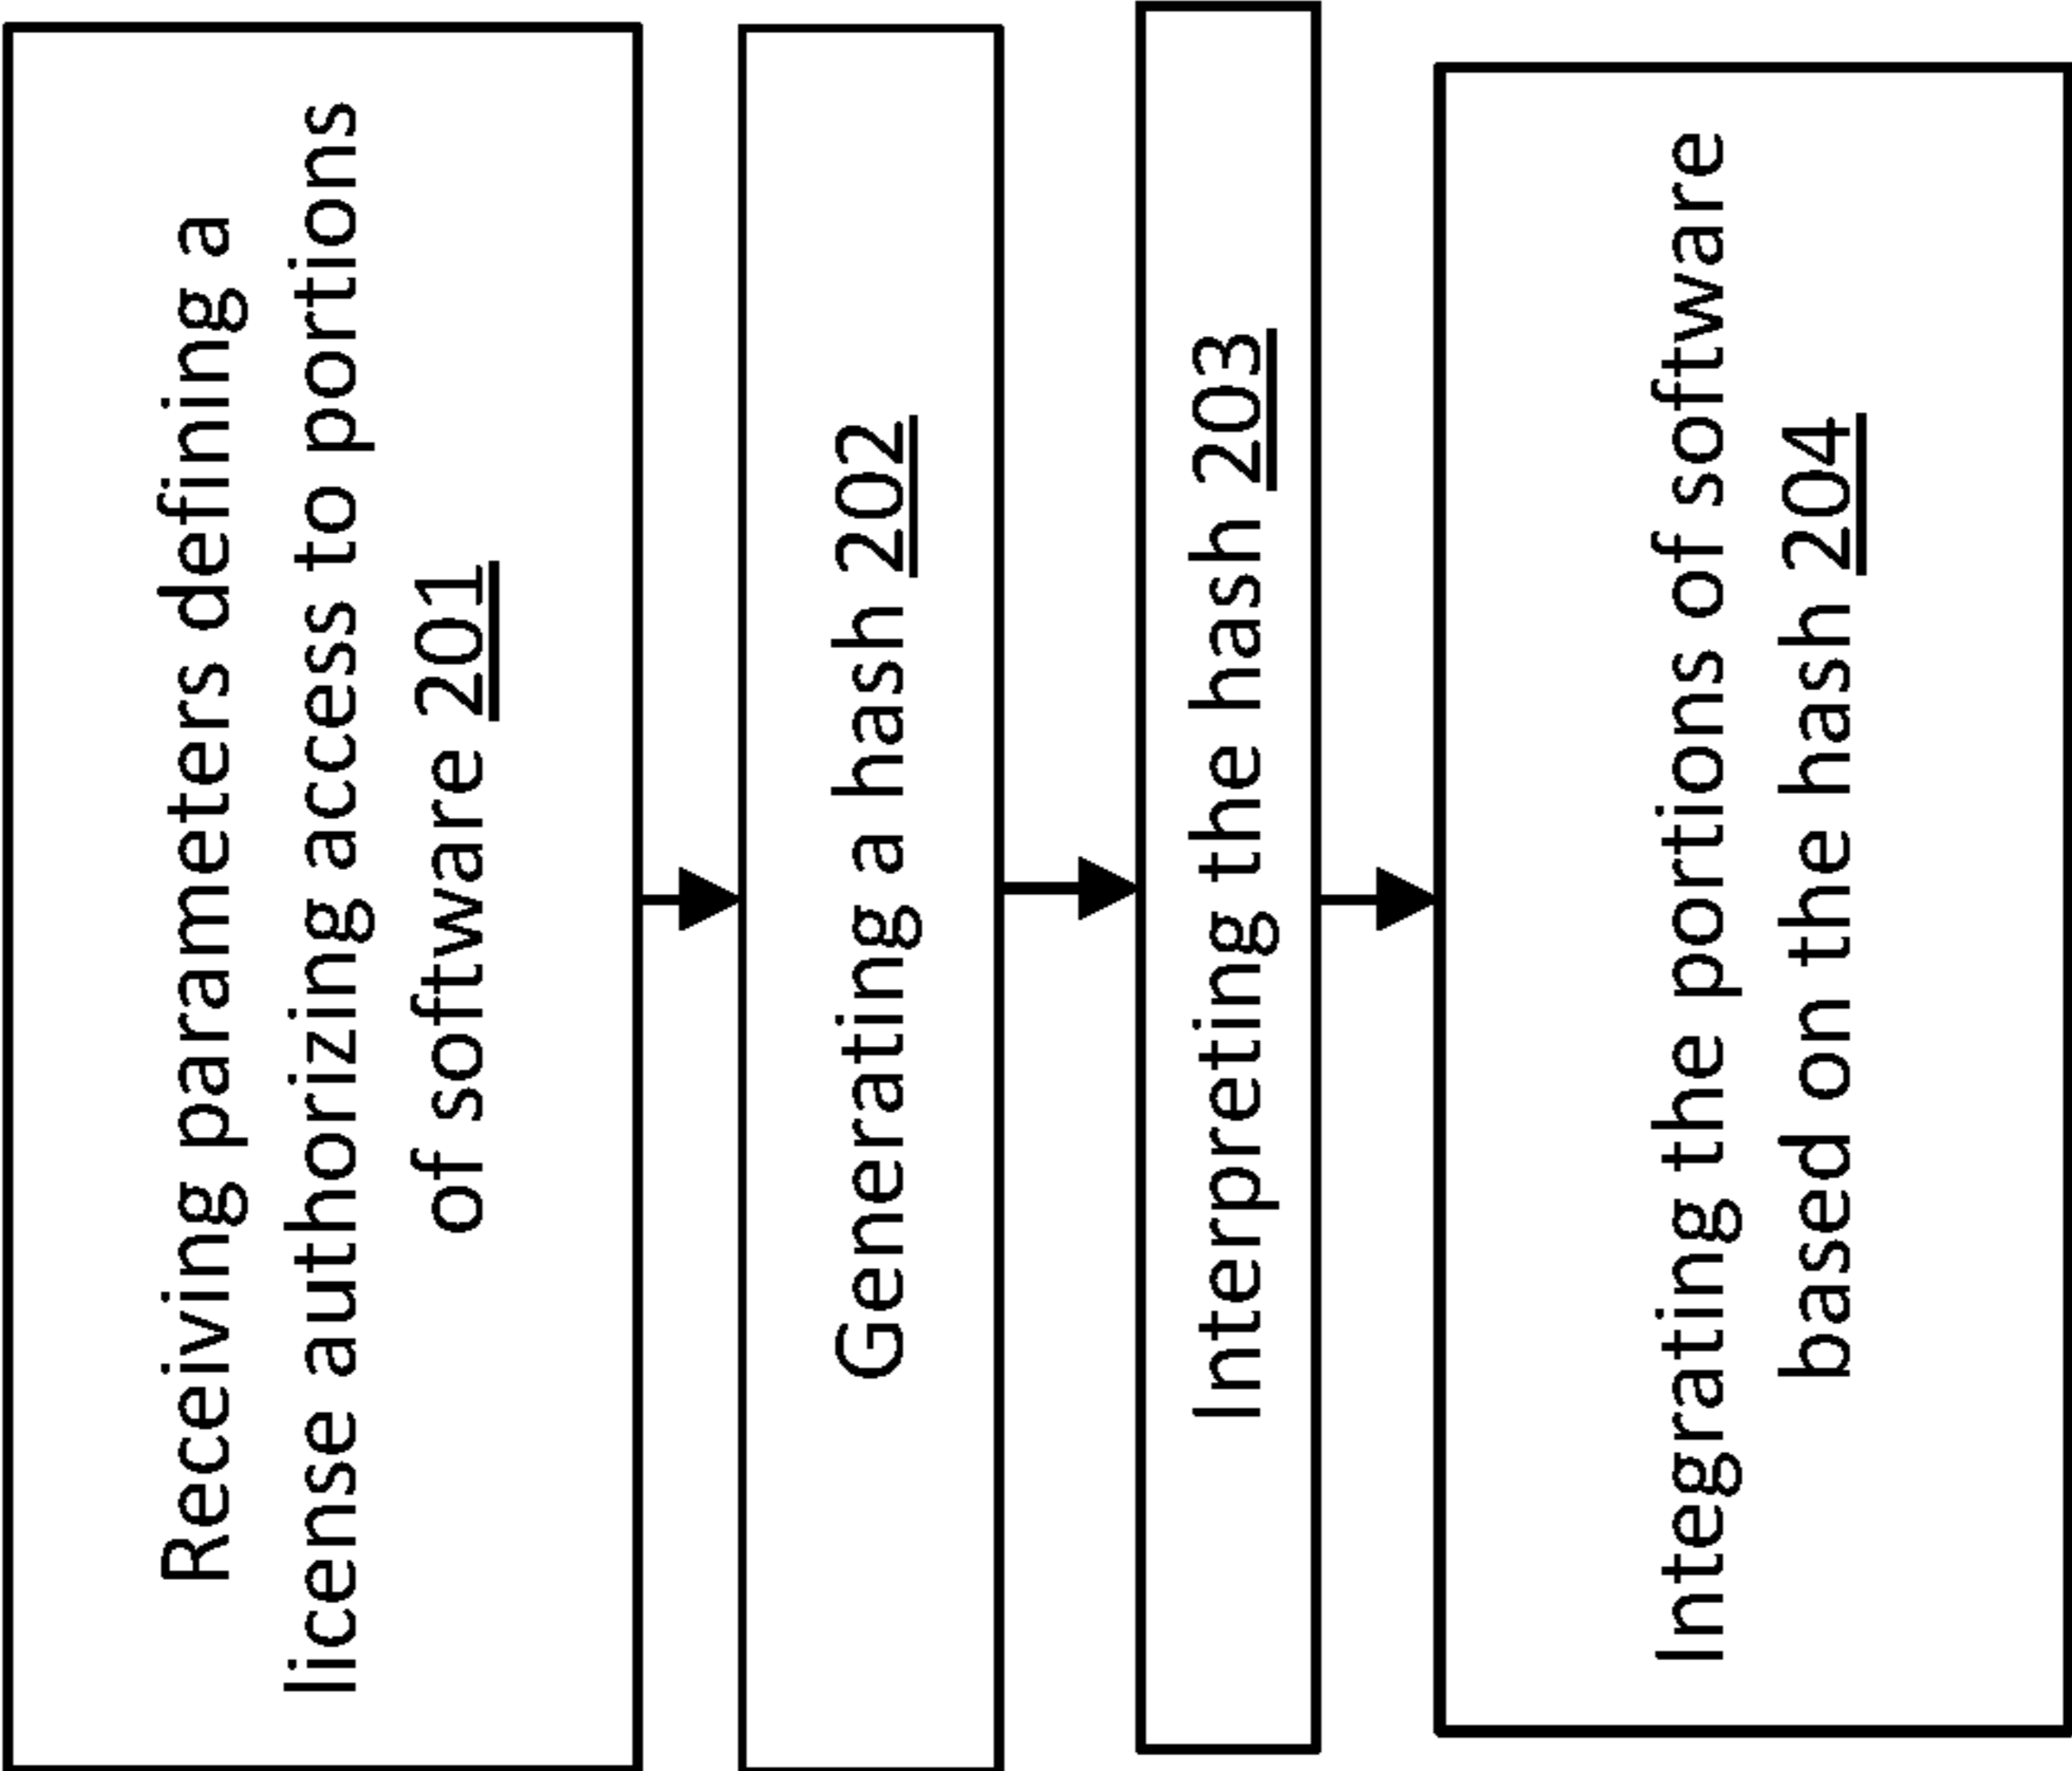 Receiving parameters defining a
license authorizing access to portions
of software 201
Generating a hash 202
Interpreting the hash 203
Integrating the portions of software
based on the hash 204